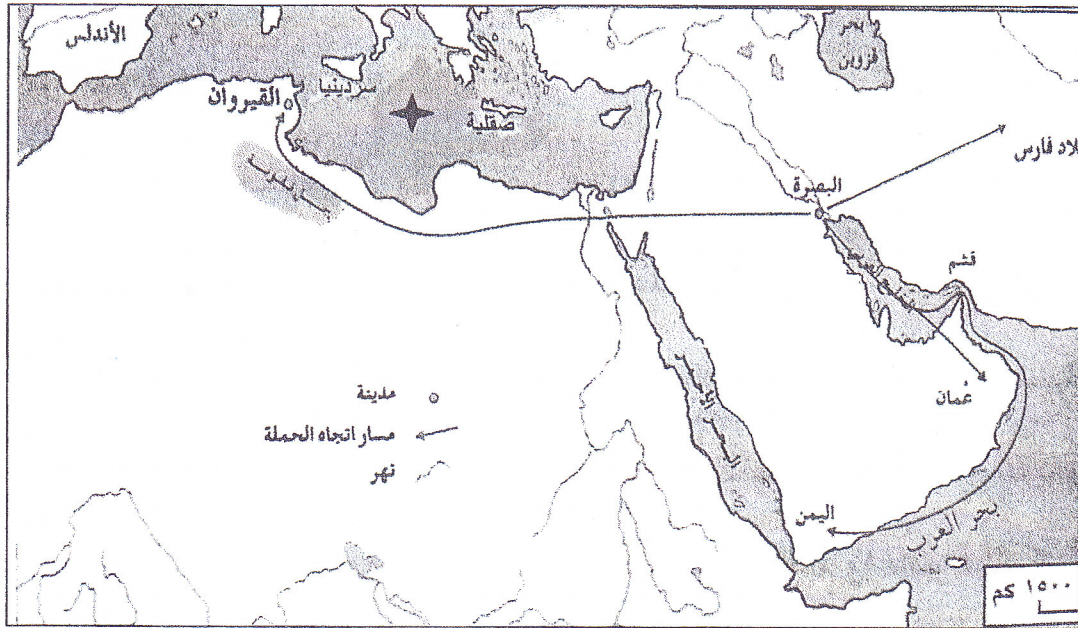 الأندلس
بحر
قزوين
سردينيا
القيروان
صقلية
لاد فارس
البصرة
قشم
عُمان
مدينة
مسار اتجاه الحملة
نهر
اليمن
بحر العرب
١٥٠٠ كم